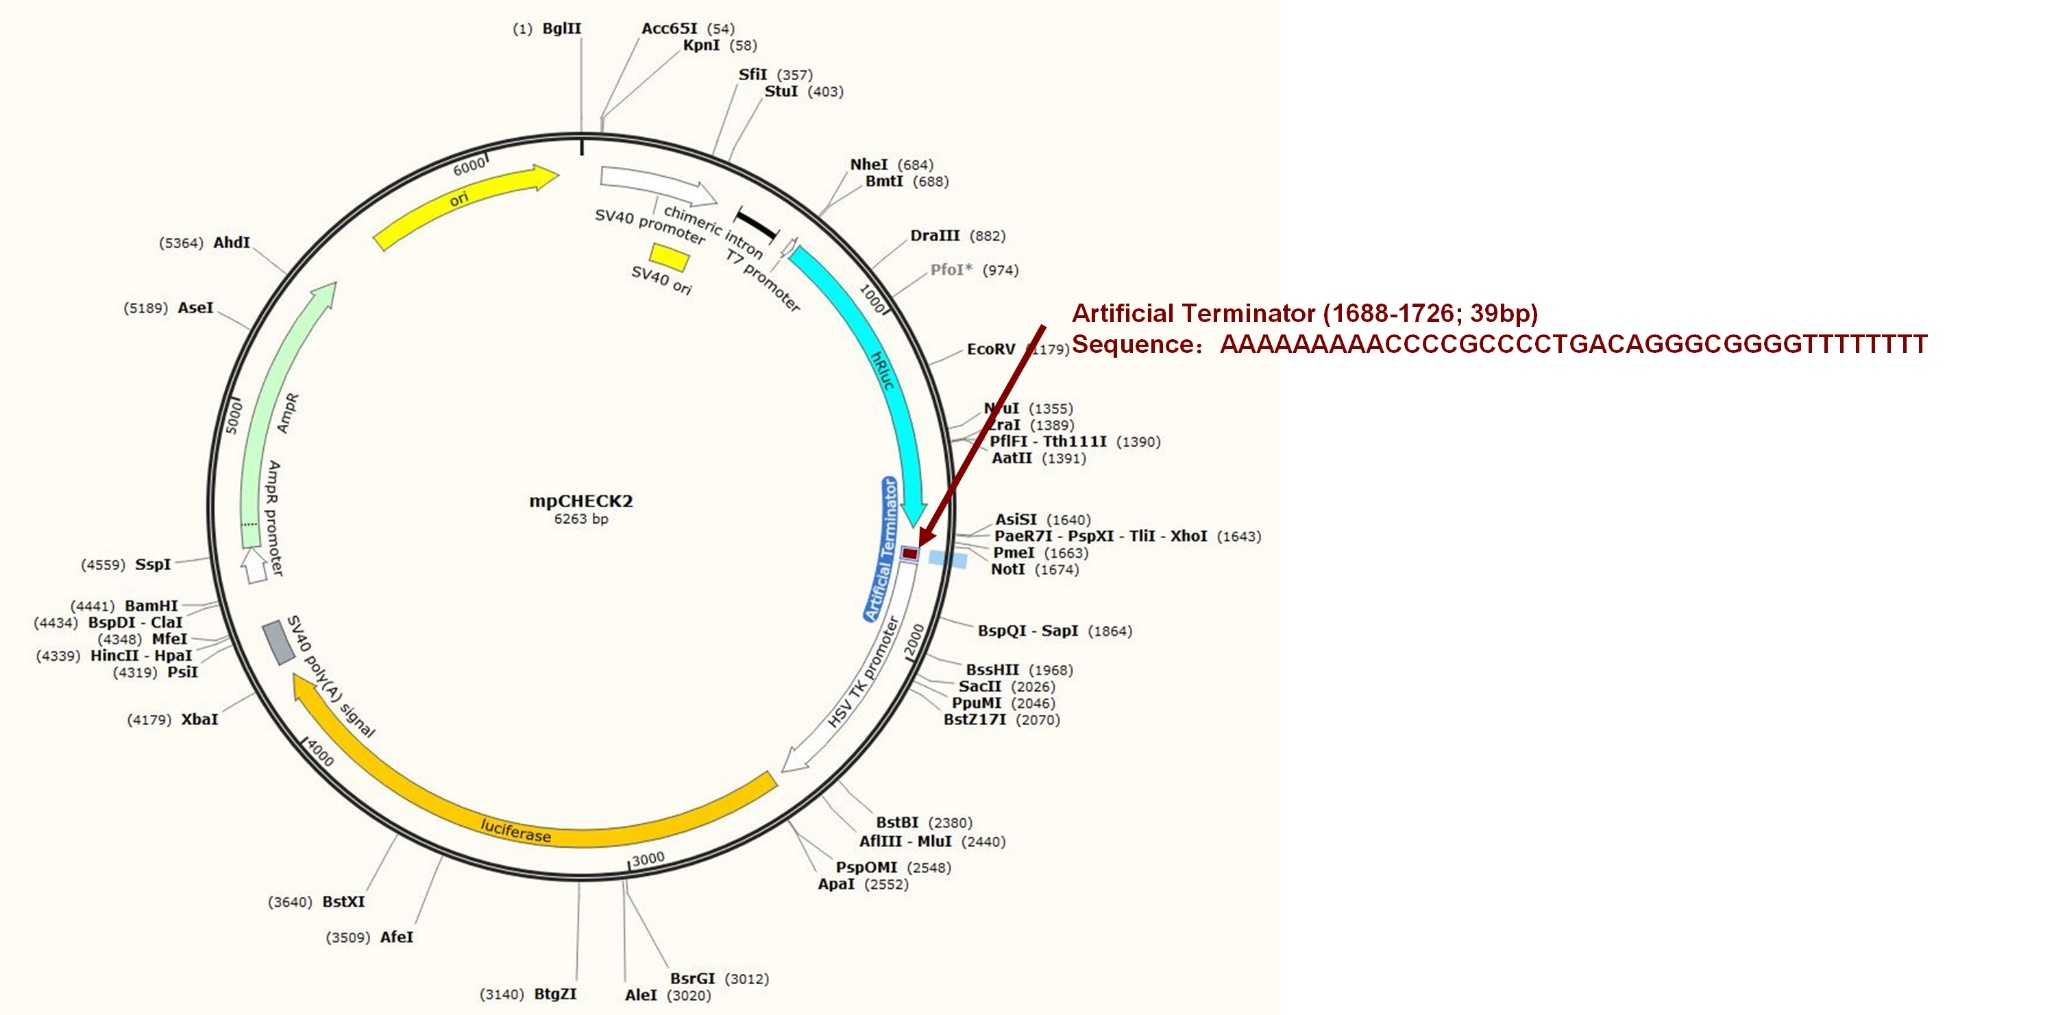 (1) BglII
Acc65I (54)
KpnI (58)
SfiI (357)
StuI (403)
NheI (684)
BmtI (688)
DraIII (882)
PfoI* (974)
EcoRV (1179)
NruI (1355)
ZraI (1389)
PflFI - Tth111I (1390)
AatII (1391)
AsiSI (1640)
PaeR7I - PspXI - TliI - XhoI (1643)
PmeI (1663)
NotI (1674)
BspQI - SapI (1864)
BssHII (1968)
SacII (2026)
PpuMI (2046)
BstZ17I (2070)
BstBI (2380)
AflIII - MluI (2440)
PspOMI (2548)
ApaI (2552)
BsrGI (3012)
AleI (3020)
(3140) BtgZI
(3509) AfeI
(3640) BstXI
(4179) XbaI
(4319) PsiI
(4339) HincII - HpaI
(4348) MfeI
(4434) BspDI - ClaI
(4441) BamHI
(4559) SspI
(5189) AseI
(5364) AhdI
Artificial Terminator (1688-1726; 39bp)
Sequence： AAAAAAAAACCCCGCCCCTGACAGGGCGGGGTTTTTTTT
mpCHECK2
6263 bp
SV40 promoter
SV40 ori
chimeric intron
T7 promoter
hRluc
Artificial Terminator
HSV TK promoter
luciferase
SV40 poly(A) signal
AmpR promoter
AmpR
ori
1000
2000
3000
4000
5000
6000